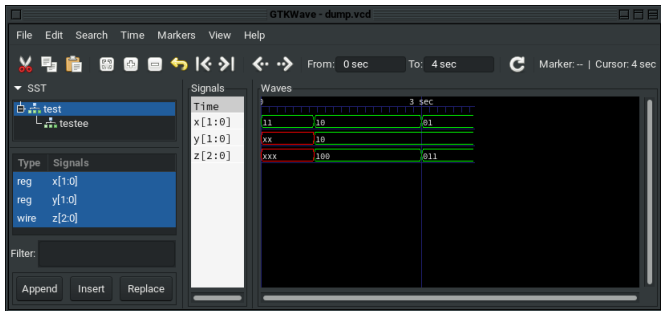 GTKWave - dump.vcd
File Edit Search Time Markers View Help
From: 0 sec To: 4 sec Marker: -- | Cursor: 4 sec
SST
test
testee
Type Signals
reg x[1:0]
reg y[1:0]
wire z[2:0]
Filter:
Append Insert Replace
Signals
Time
x[1:0]
y[1:0]
z[2:0]
Waves
3 sec
11 10 01
xx 10
xxx 100 011